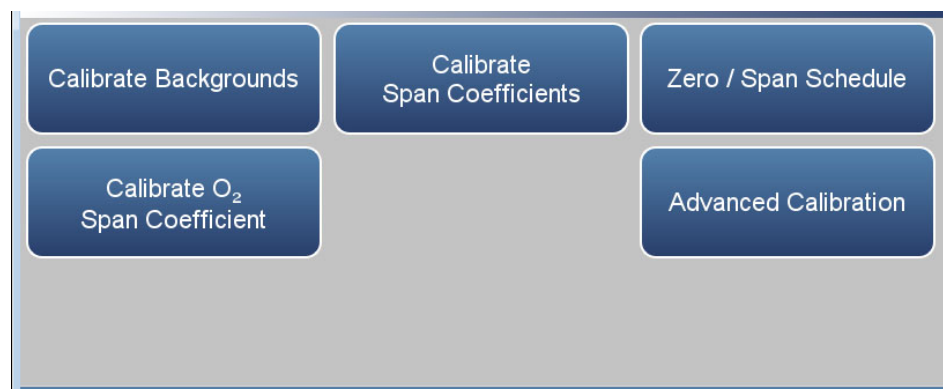 Calibrate Backgrounds
Calibrate
Span Coefficients
Zero / Span Schedule
Calibrate O₂
Span Coefficient
Advanced Calibration